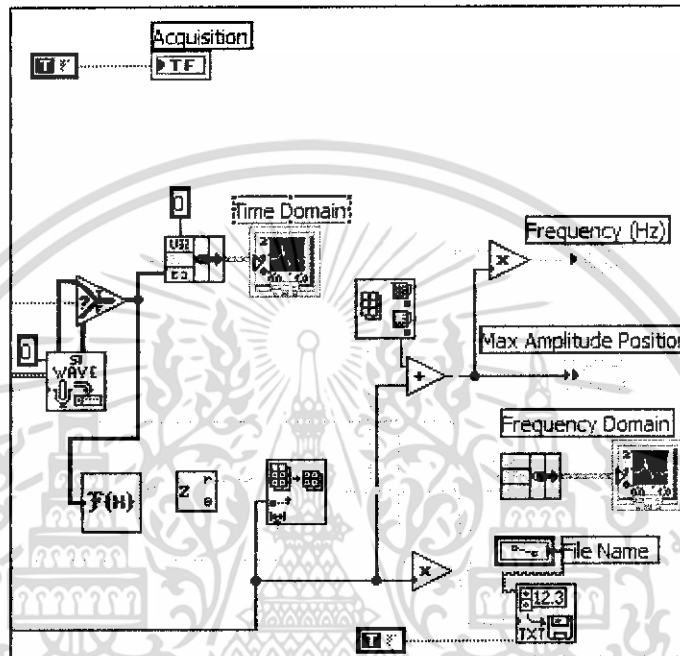 Acquisition
T
TF
0
Time Domain
Frequency (Hz)
?
x
0
SI
WAVE
Max Amplitude Position
+
Frequency Domain
F(H)
Z r
θ
x
File Name
12.3
TXT
T